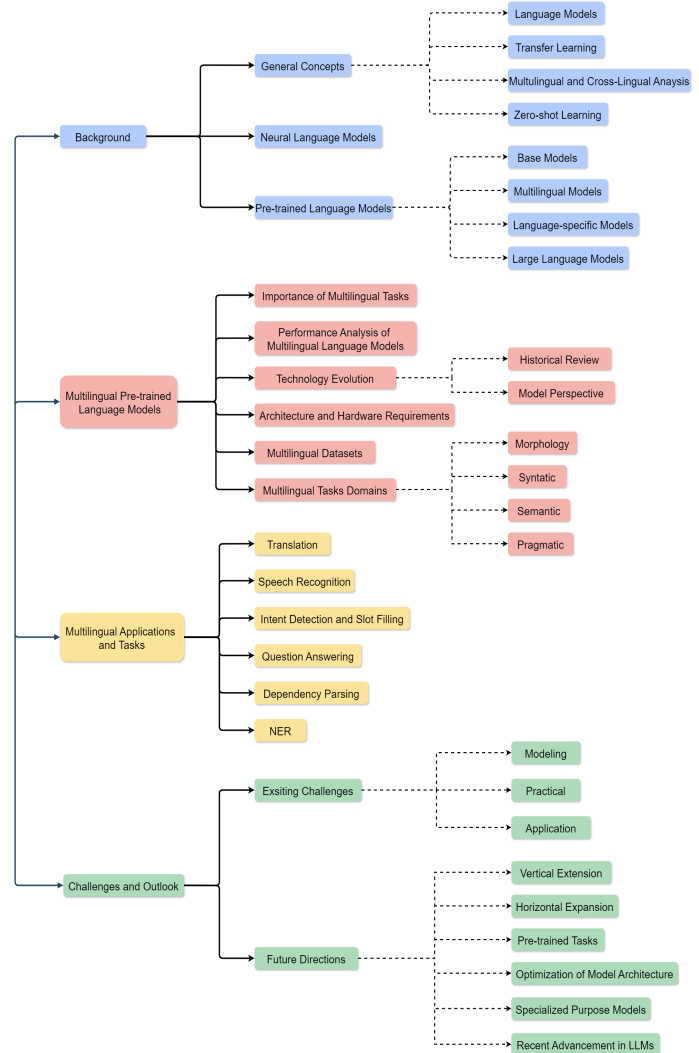 Background
General Concepts
Language Models
Transfer Learning
Multulingual and Cross-Lingual Anaysis
Zero-shot Learning
Neural Language Models
Pre-trained Language Models
Base Models
Multilingual Models
Language-specific Models
Large Language Models
Multilingual Pre-trained
Language Models
Importance of Multilingual Tasks
Performance Analysis of
Multilingual Language Models
Technology Evolution
Historical Review
Model Perspective
Architecture and Hardware Requirements
Multilingual Datasets
Multilingual Tasks Domains
Morphology
Syntatic
Semantic
Pragmatic
Multilingual Applications
and Tasks
Translation
Speech Recognition
Intent Detection and Slot Filling
Question Answering
Dependency Parsing
NER
Challenges and Outlook
Exsiting Challenges
Modeling
Practical
Application
Future Directions
Vertical Extension
Horizontal Expansion
Pre-trained Tasks
Optimization of Model Architecture
Specialized Purpose Models
Recent Advancement in LLMs